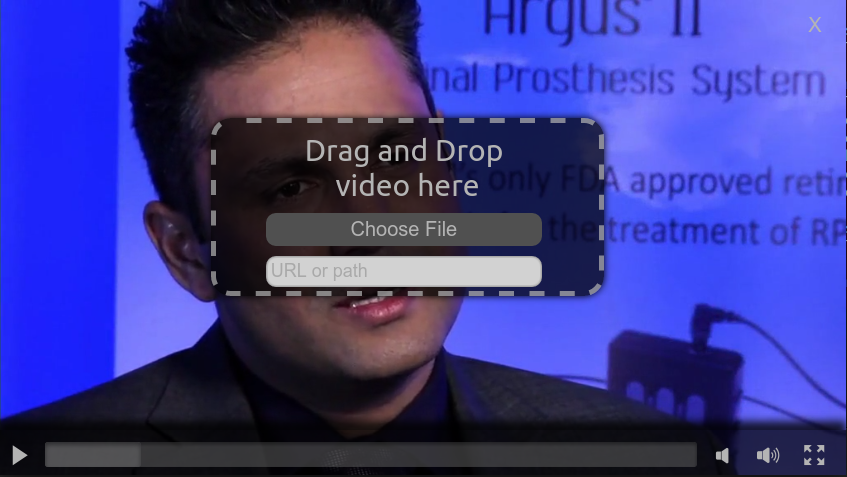 Argus II
X
nal Prosthesis System
Drag and Drop
video here
only FDA approved retin
Choose File
the treatment of RP
URL or path